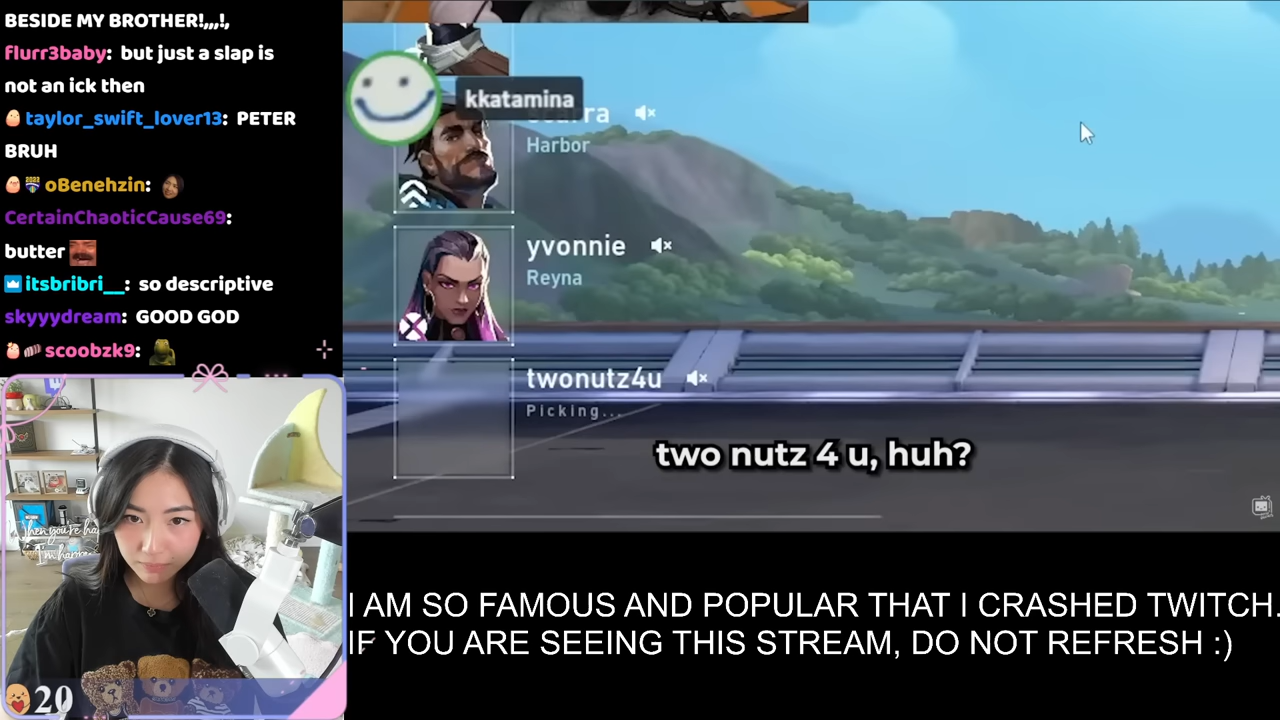 BESIDE MY BROTHER!,,,!,
flurr3baby: but just a slap is
not an ick then
taylor_swift_lover13: PETER
BRUH
oBenehzin:
CertainChaoticCause69:
butter
itsbribri__: so descriptive
skyyydream: GOOD GOD
scoobzk9:
kkatamina
Harbor
yvonnie
Reyna
twonutz4u
Picking...
two nutz 4 u, huh?
I AM SO FAMOUS AND POPULAR THAT I CRASHED TWITCH.
IF YOU ARE SEEING THIS STREAM, DO NOT REFRESH :)
20